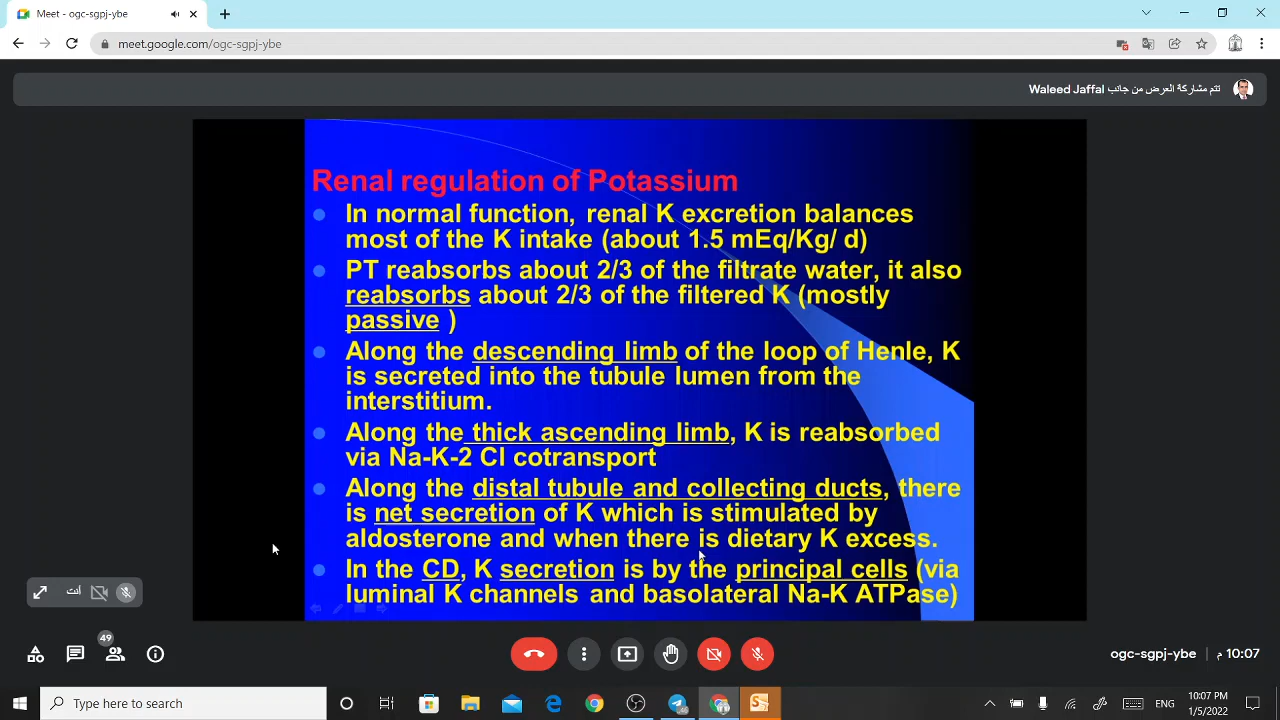 Meet - ogc-sgpj-ybe
meet.google.com/ogc-sgpj-ybe
Waleed Jaffal تتم مشاركة العرض من جانب
Renal regulation of Potassium
In normal function, renal K excretion balances
most of the K intake (about 1.5 mEq/Kg/ d)
PT reabsorbs about 2/3 of the filtrate water, it also
reabsorbs about 2/3 of the filtered K (mostly
passive )
Along the descending limb of the loop of Henle, K
is secreted into the tubule lumen from the
interstitium.
Along the thick ascending limb, K is reabsorbed
via Na-K-2 Cl cotransport
Along the distal tubule and collecting ducts, there
is net secretion of K which is stimulated by
aldosterone and when there is dietary K excess.
In the CD, K secretion is by the principal cells (via
luminal K channels and basolateral Na-K ATPase)
انت
49
ogc-sgpj-ybe
10:07 م
Type here to search
ENG
10:07 PM
1/5/2022